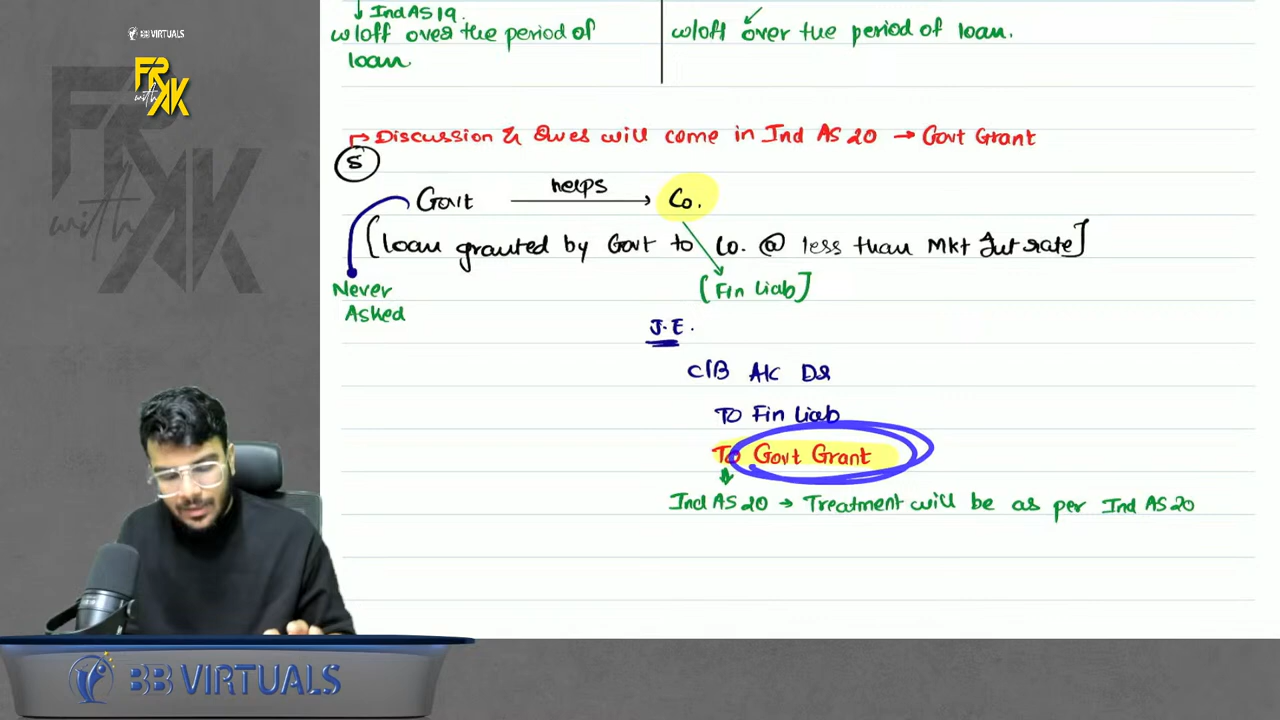 BB VIRTUALS
FR
with
AK
FR
with
AK
Ind AS 19.
w/off over the period of
loan.
w/off over the period of loan.
Discussion & Ques will come in Ind AS 20 → Govt Grant
5
Govt helps Co.
[loan granted by Govt to Co. @ less than Mkt Int rate]
Never
Asked
[Fin Liab]
J.E.
C/B A/c Dr
To Fin Liab
To Govt Grant
Ind AS 20 → Treatment will be as per Ind AS 20
BB VIRTUALS